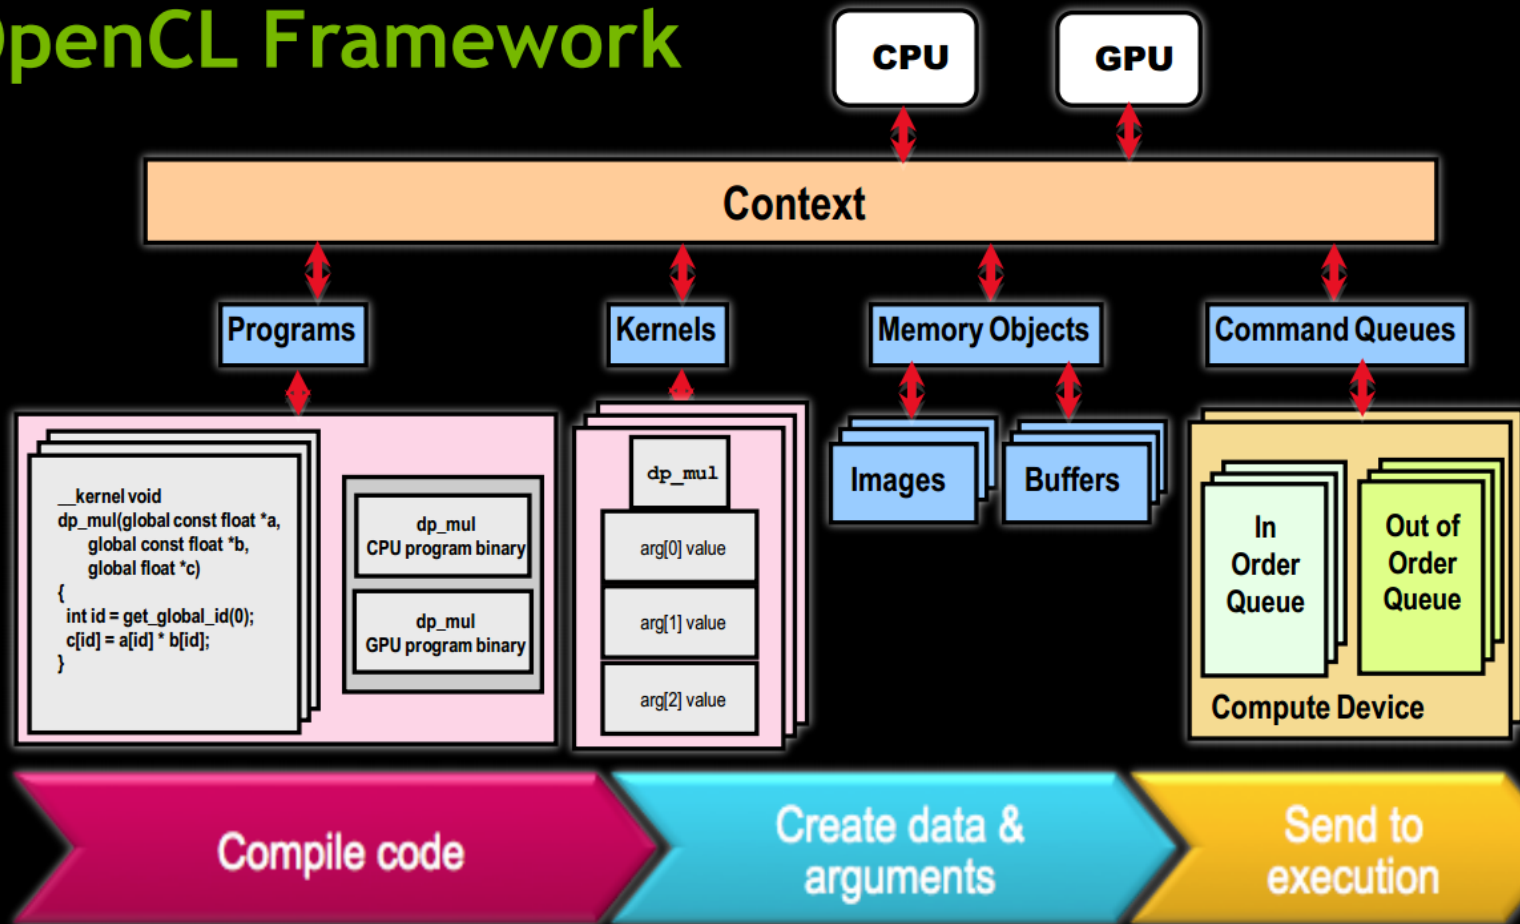 OpenCL Framework
CPU
GPU
Context
Programs
Kernels
Memory Objects
Command Queues
__kernel void
dp_mul(global const float *a,
global const float *b,
global float *c)
{
int id = get_global_id(0);
c[id] = a[id] * b[id];
}
dp_mul
CPU program binary
dp_mul
GPU program binary
dp_mul
arg[0] value
arg[1] value
arg[2] value
Images
Buffers
In
Order
Queue
Out of
Order
Queue
Compute Device
Compile code
Create data &
arguments
Send to
execution